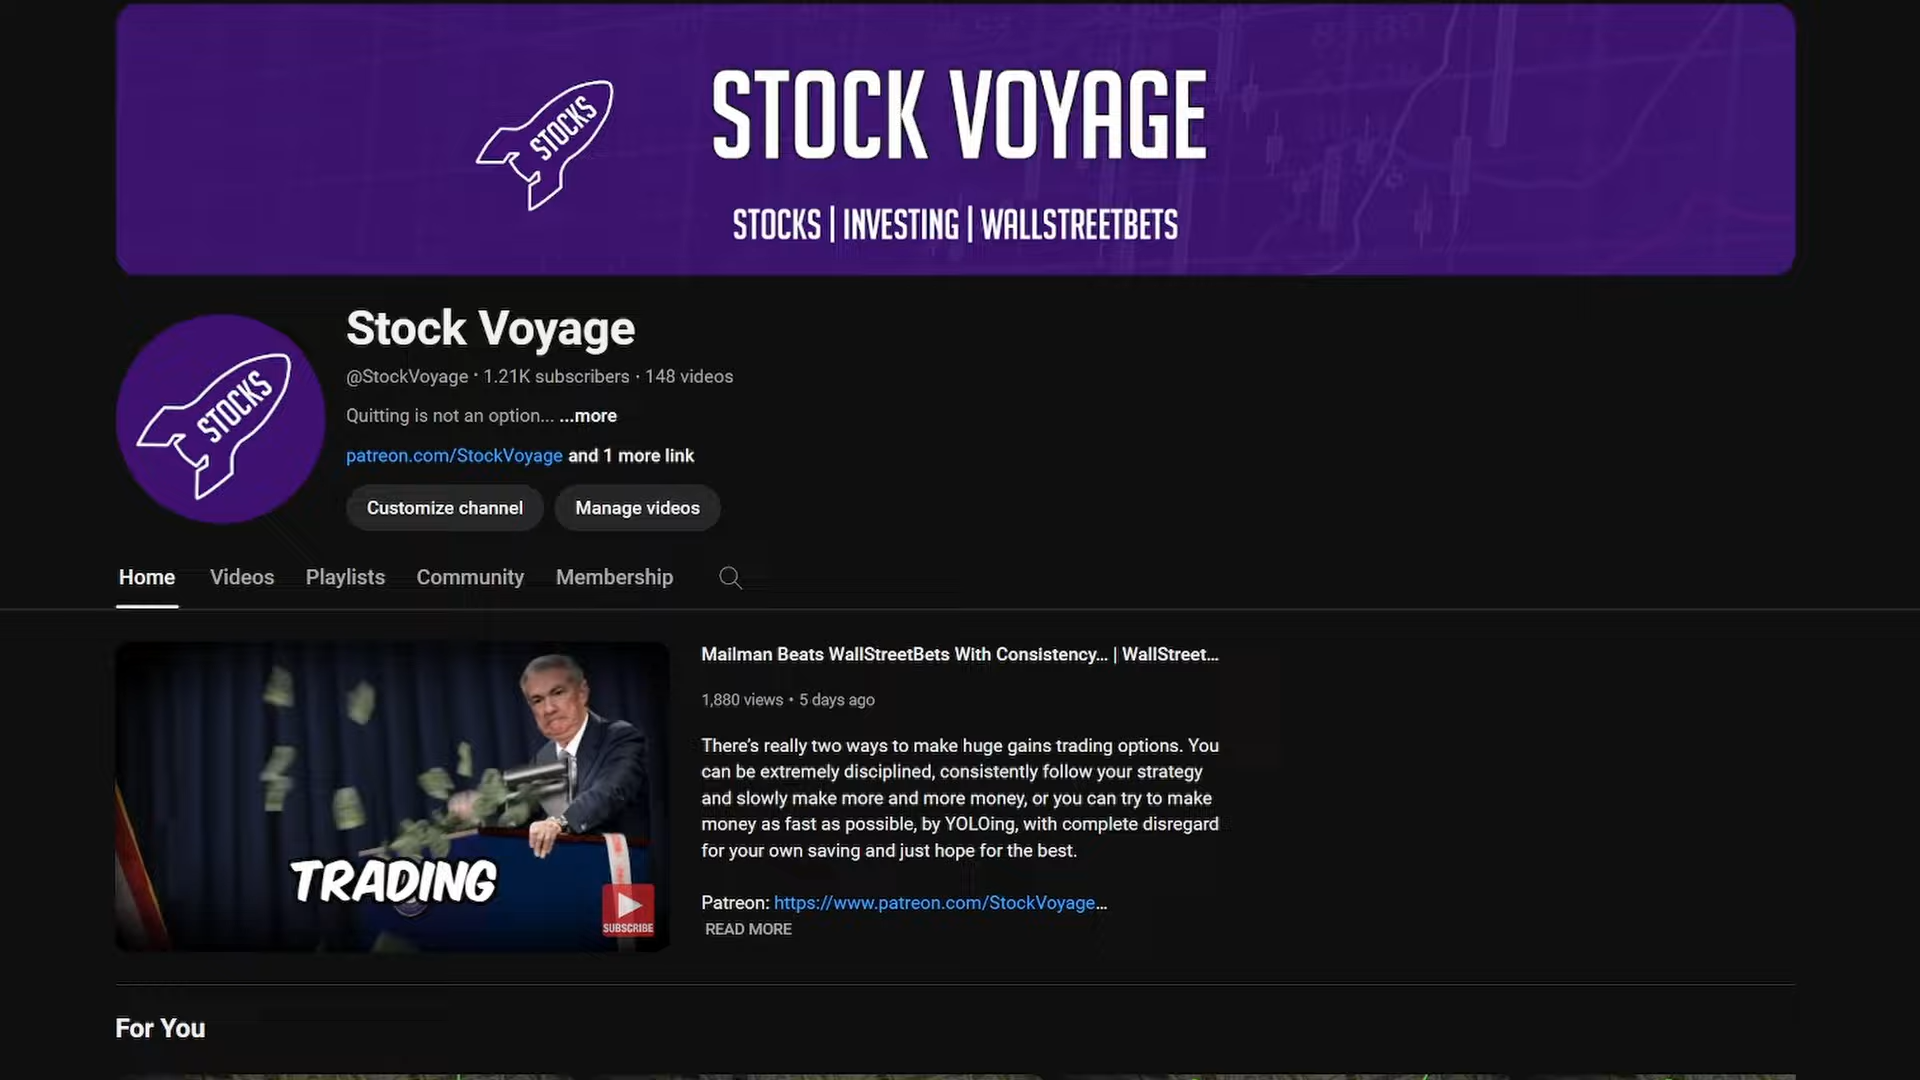 STOCKS
STOCK VOYAGE
STOCKS | INVESTING | WALLSTREETBETS
STOCKS
Stock Voyage
@StockVoyage · 1.21K subscribers · 148 videos
Quitting is not an option... ...more
patreon.com/StockVoyage and 1 more link
Customize channel
Manage videos
Home
Videos
Playlists
Community
Membership
TRADING
SUBSCRIBE
Mailman Beats WallStreetBets With Consistency... | WallStreet...
1,880 views • 5 days ago
There's really two ways to make huge gains trading options. You
can be extremely disciplined, consistently follow your strategy
and slowly make more and more money, or you can try to make
money as fast as possible, by YOLOing, with complete disregard
for your own saving and just hope for the best.
Patreon: https://www.patreon.com/StockVoyage...
READ MORE
For You